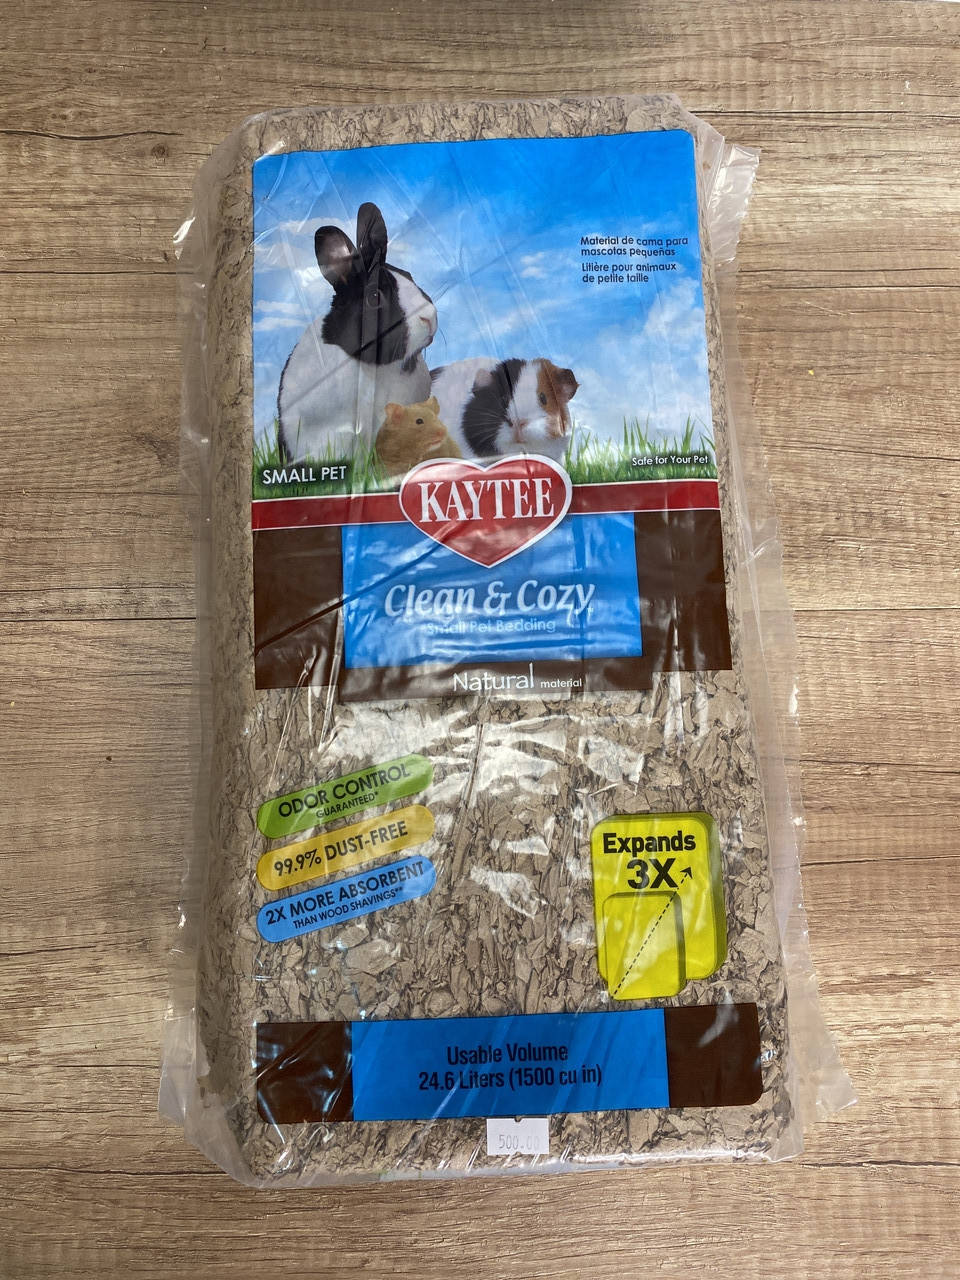 Material de cama para
mascotas pequeñas
Litière pour animaux
de petite taille
SMALL PET
Safe for Your Pet
KAYTEE
Clean & Cozy
Small Pet Bedding
Natural material
ODOR CONTROL
GUARANTEED*
99.9% DUST-FREE
2X MORE ABSORBENT
THAN WOOD SHAVINGS**
Expands
3X
Usable Volume
24.6 Liters (1500 cu in)
500.00